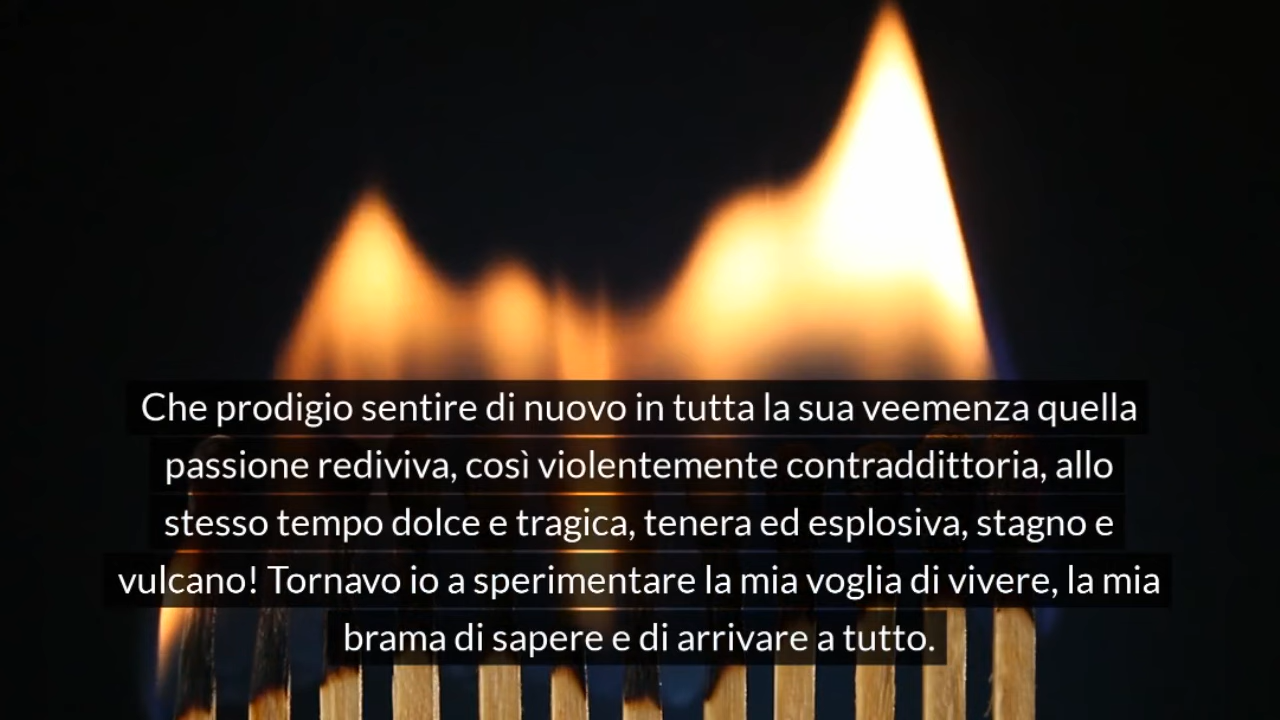 Che prodigio sentire di nuovo in tutta la sua veemenza quella
passione rediviva, così violentemente contraddittoria, allo
stesso tempo dolce e tragica, tenera ed esplosiva, stagno e
vulcano! Tornavo io a sperimentare la mia voglia di vivere, la mia
brama di sapere e di arrivare a tutto.